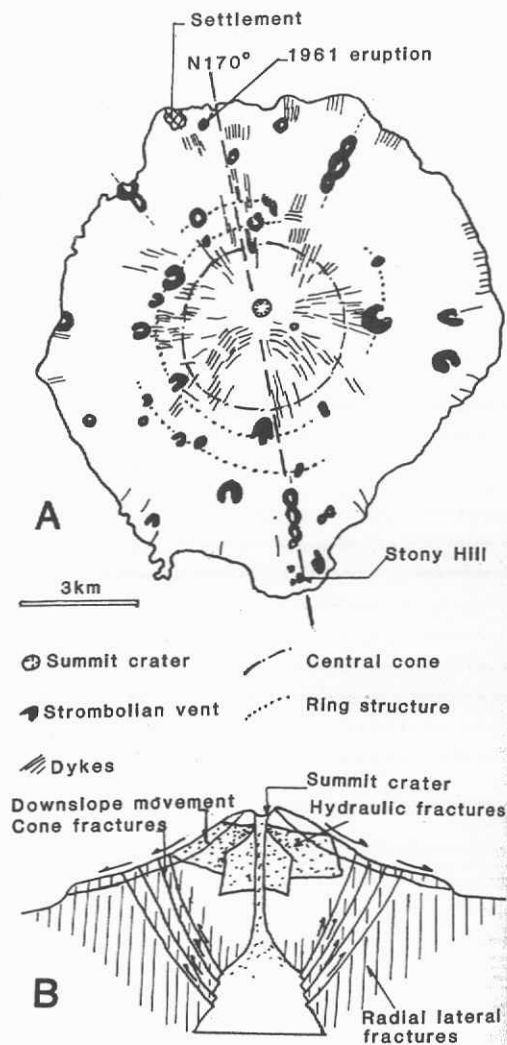 Settlement
N170°
1961 eruption
A
Stony Hill
3km
Summit crater
Central cone
Strombolian vent
Ring structure
Dykes
Summit crater
Downslope movement
Hydraulic fractures
Cone fractures
B
Radial lateral
fractures